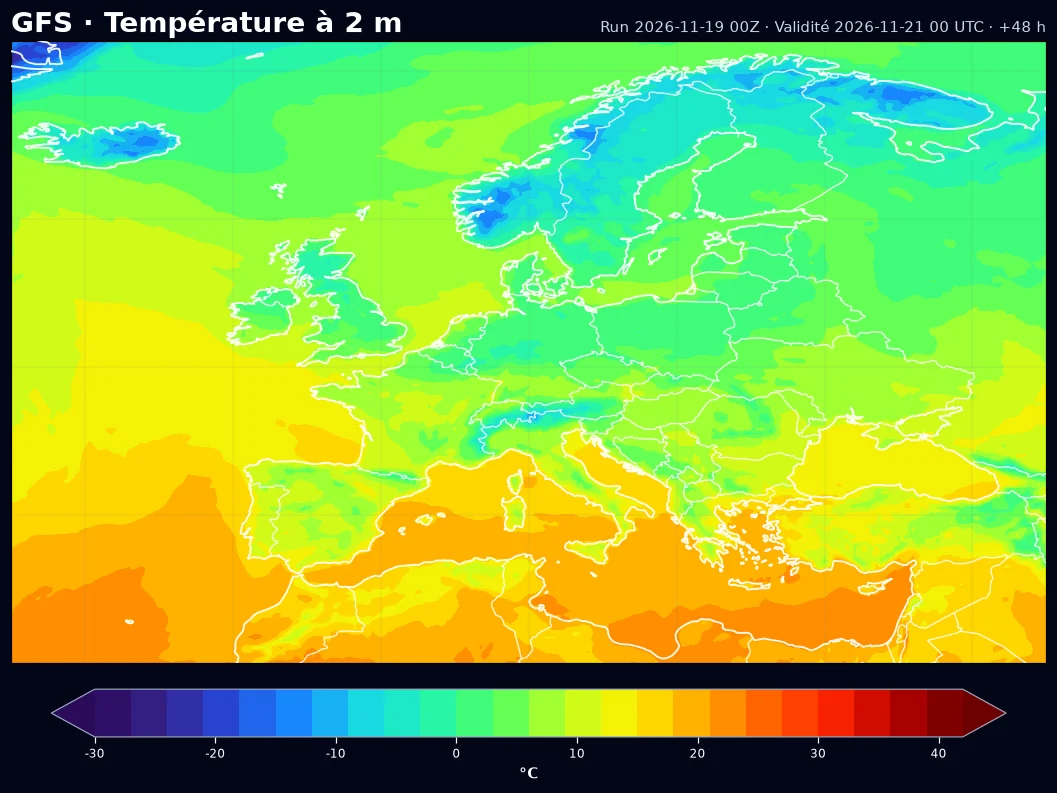 GFS · Température à 2 m
Run 2026-11-19 00Z · Validité 2026-11-21 00 UTC · +48 h
-30 -20 -10 0 10 20 30 40
°C